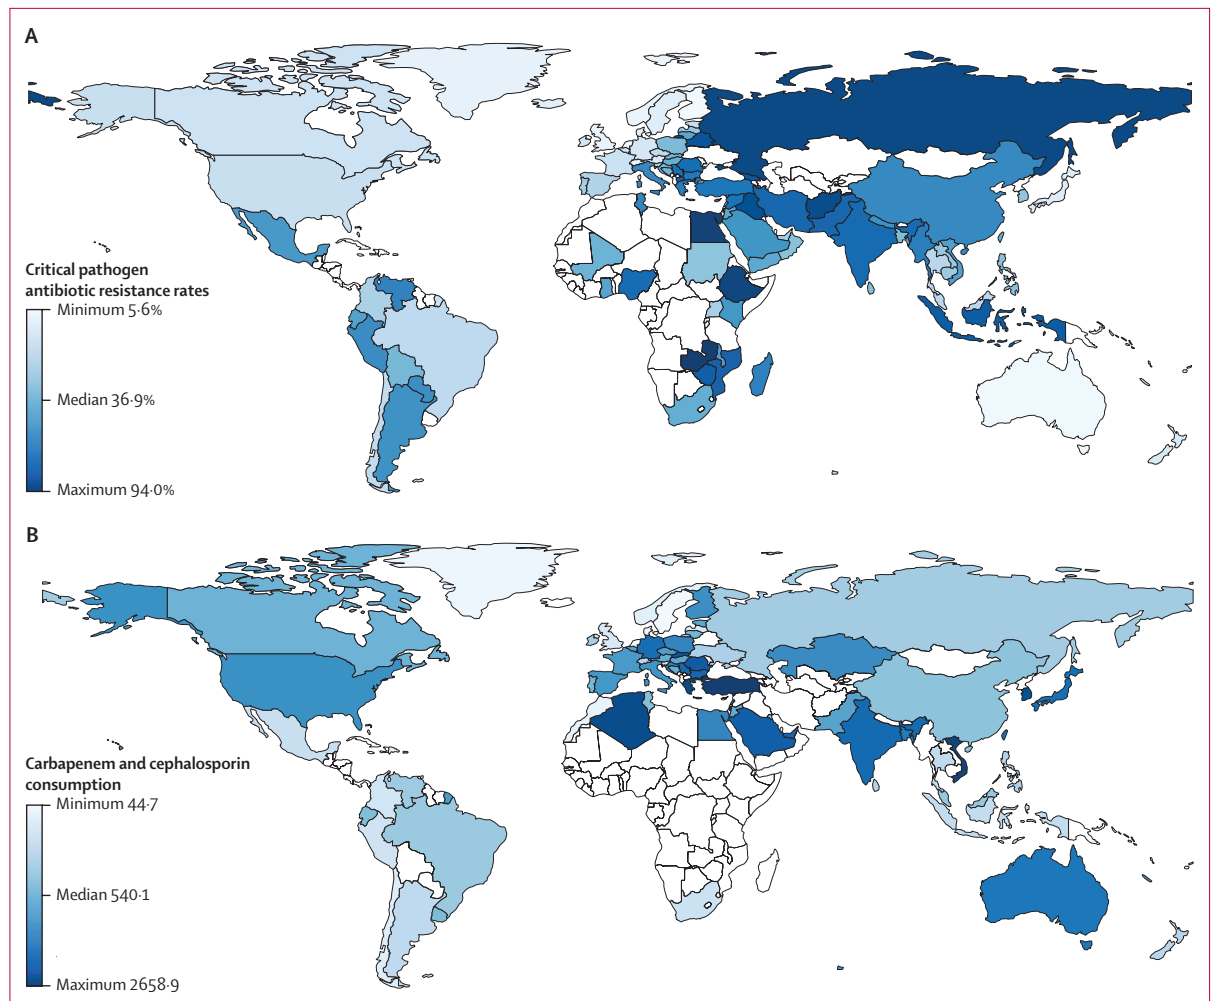 A
Critical pathogen
antibiotic resistance rates
Minimum 5·6%
Median 36·9%
Maximum 94·0%
B
Carbapenem and cephalosporin
consumption
Minimum 44·7
Median 540·1
Maximum 2658·9